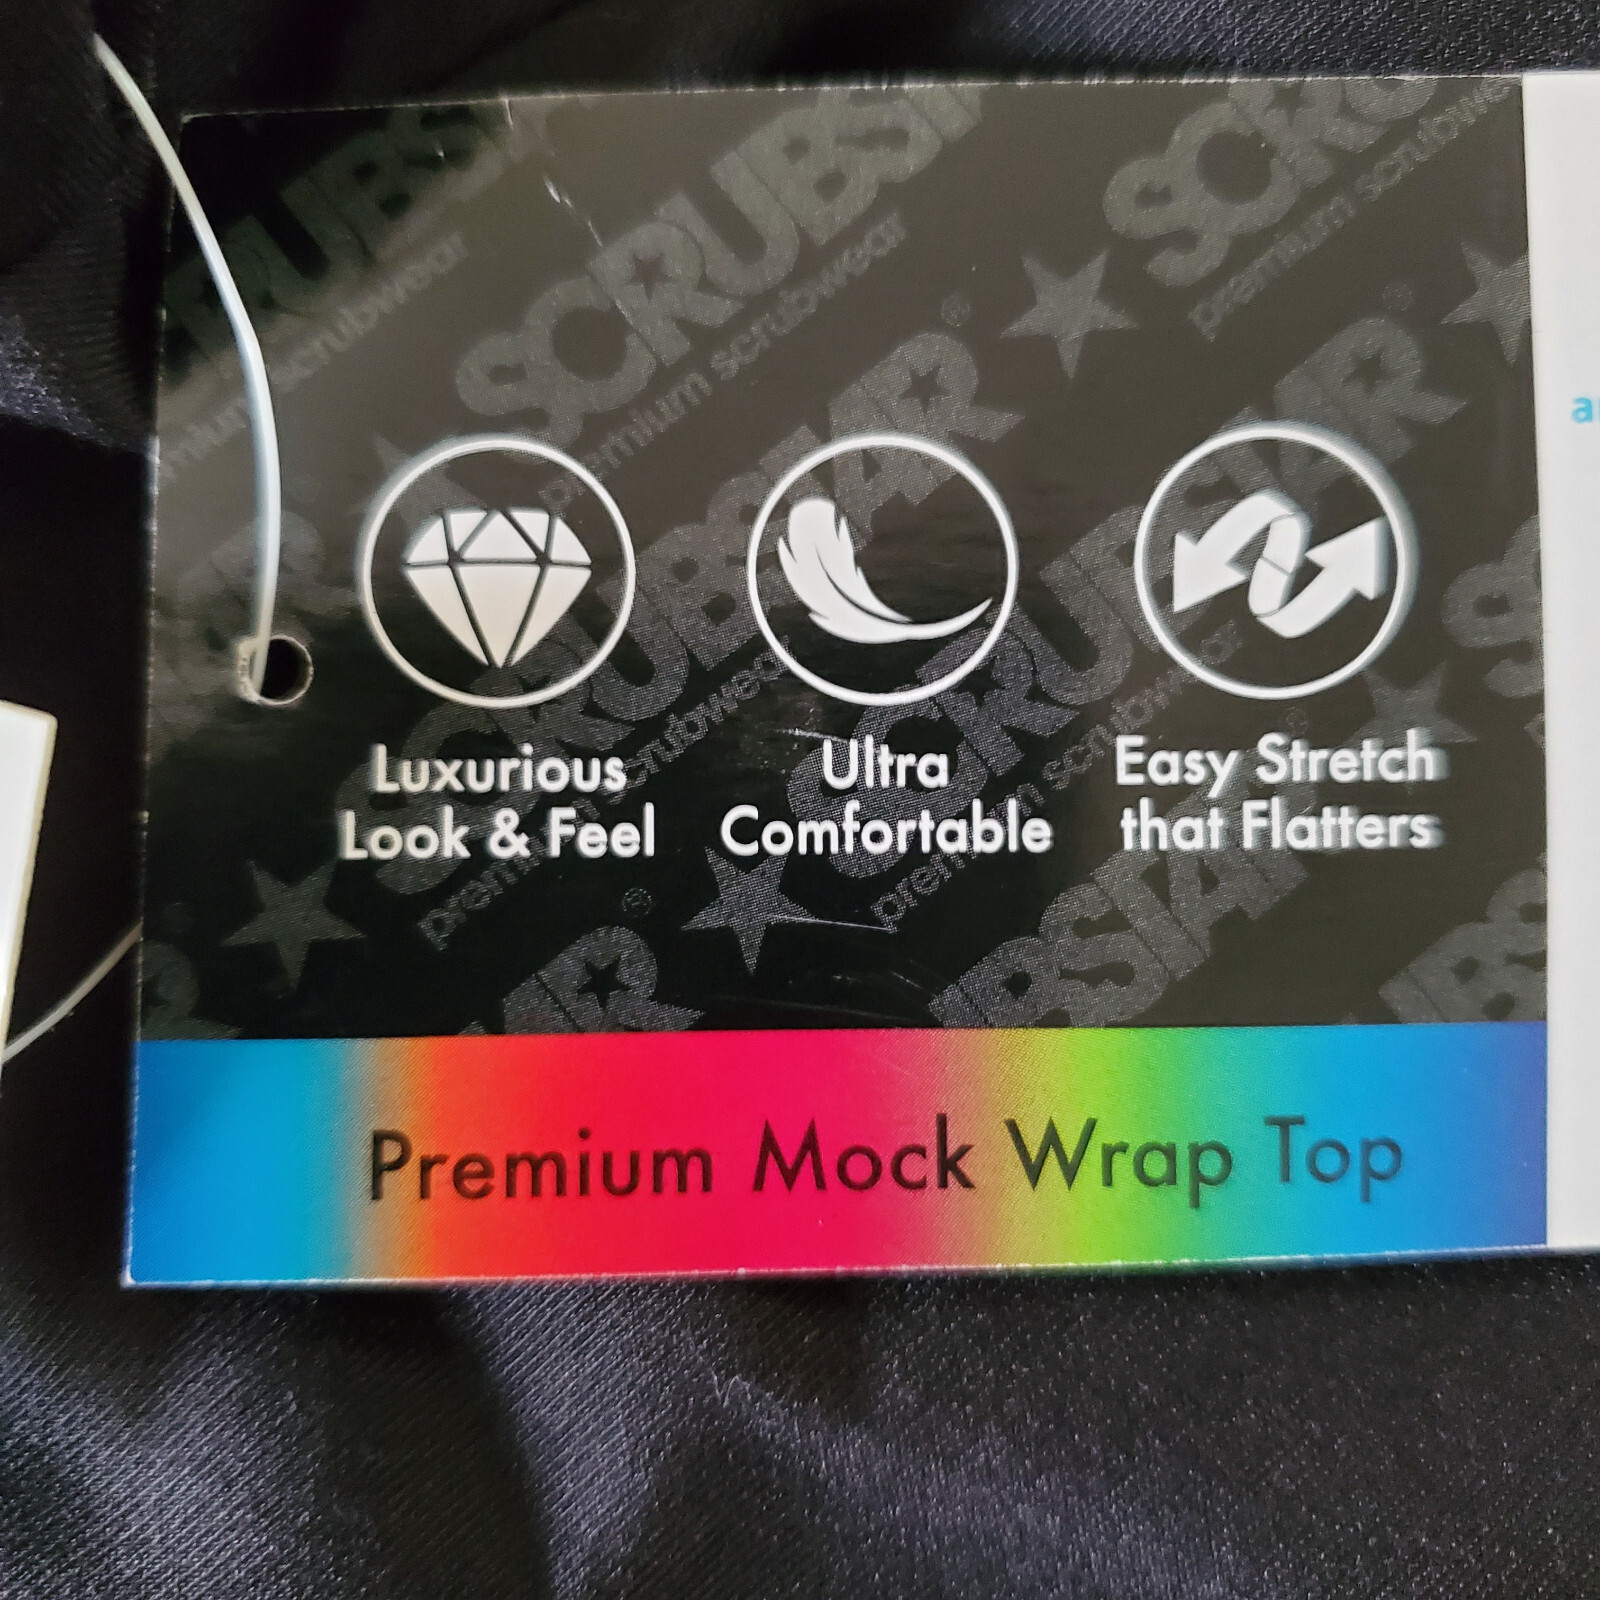 SCRUBSTAR®
premium scrubwear
Luxurious
Look & Feel
Ultra
Comfortable
Easy Stretch
that Flatters
Premium Mock Wrap Top